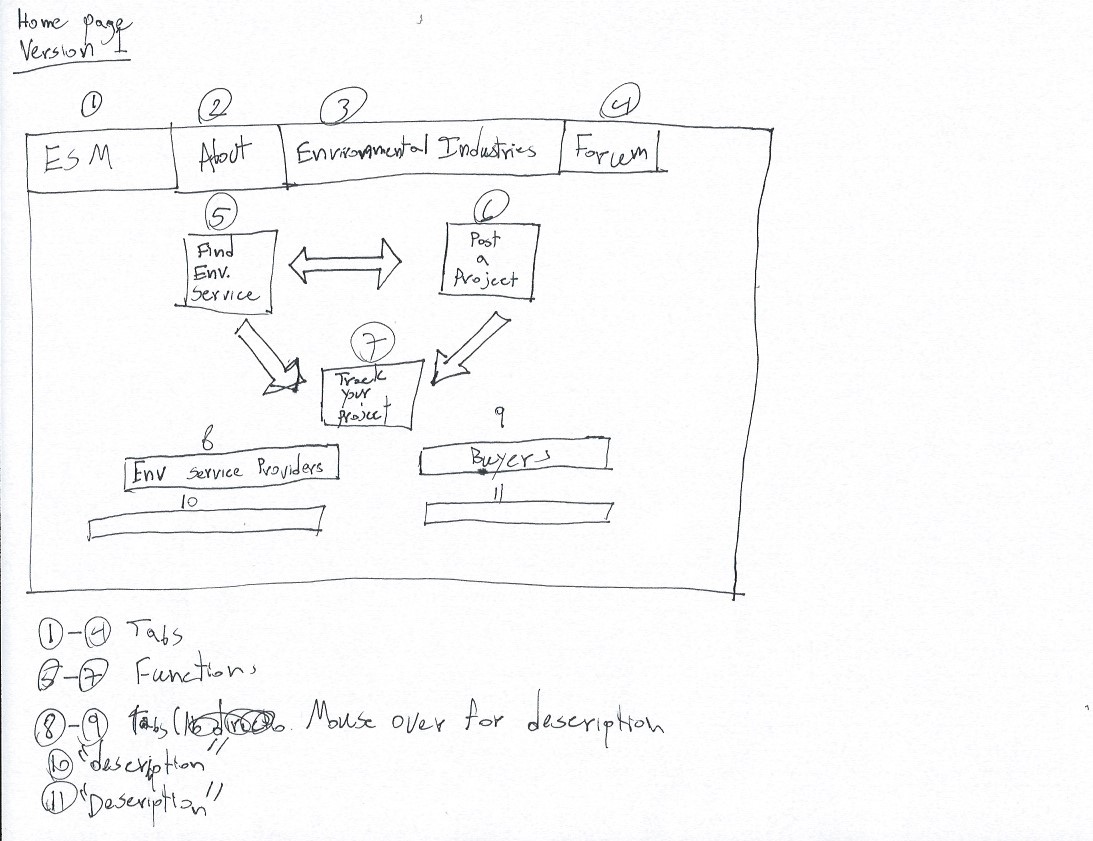 Home page
Version 1
1 2 3 4
ESM About Environmental Industries Forum
5 6
Find
Env.
Service
Post
a
Project
7
Track
your
project
8 9
Env Service Providers Buyers
10 11
1-4 Tabs
5-7 Functions
8-9 Tabs Mouse over for description
10 "description"
11 "Description"